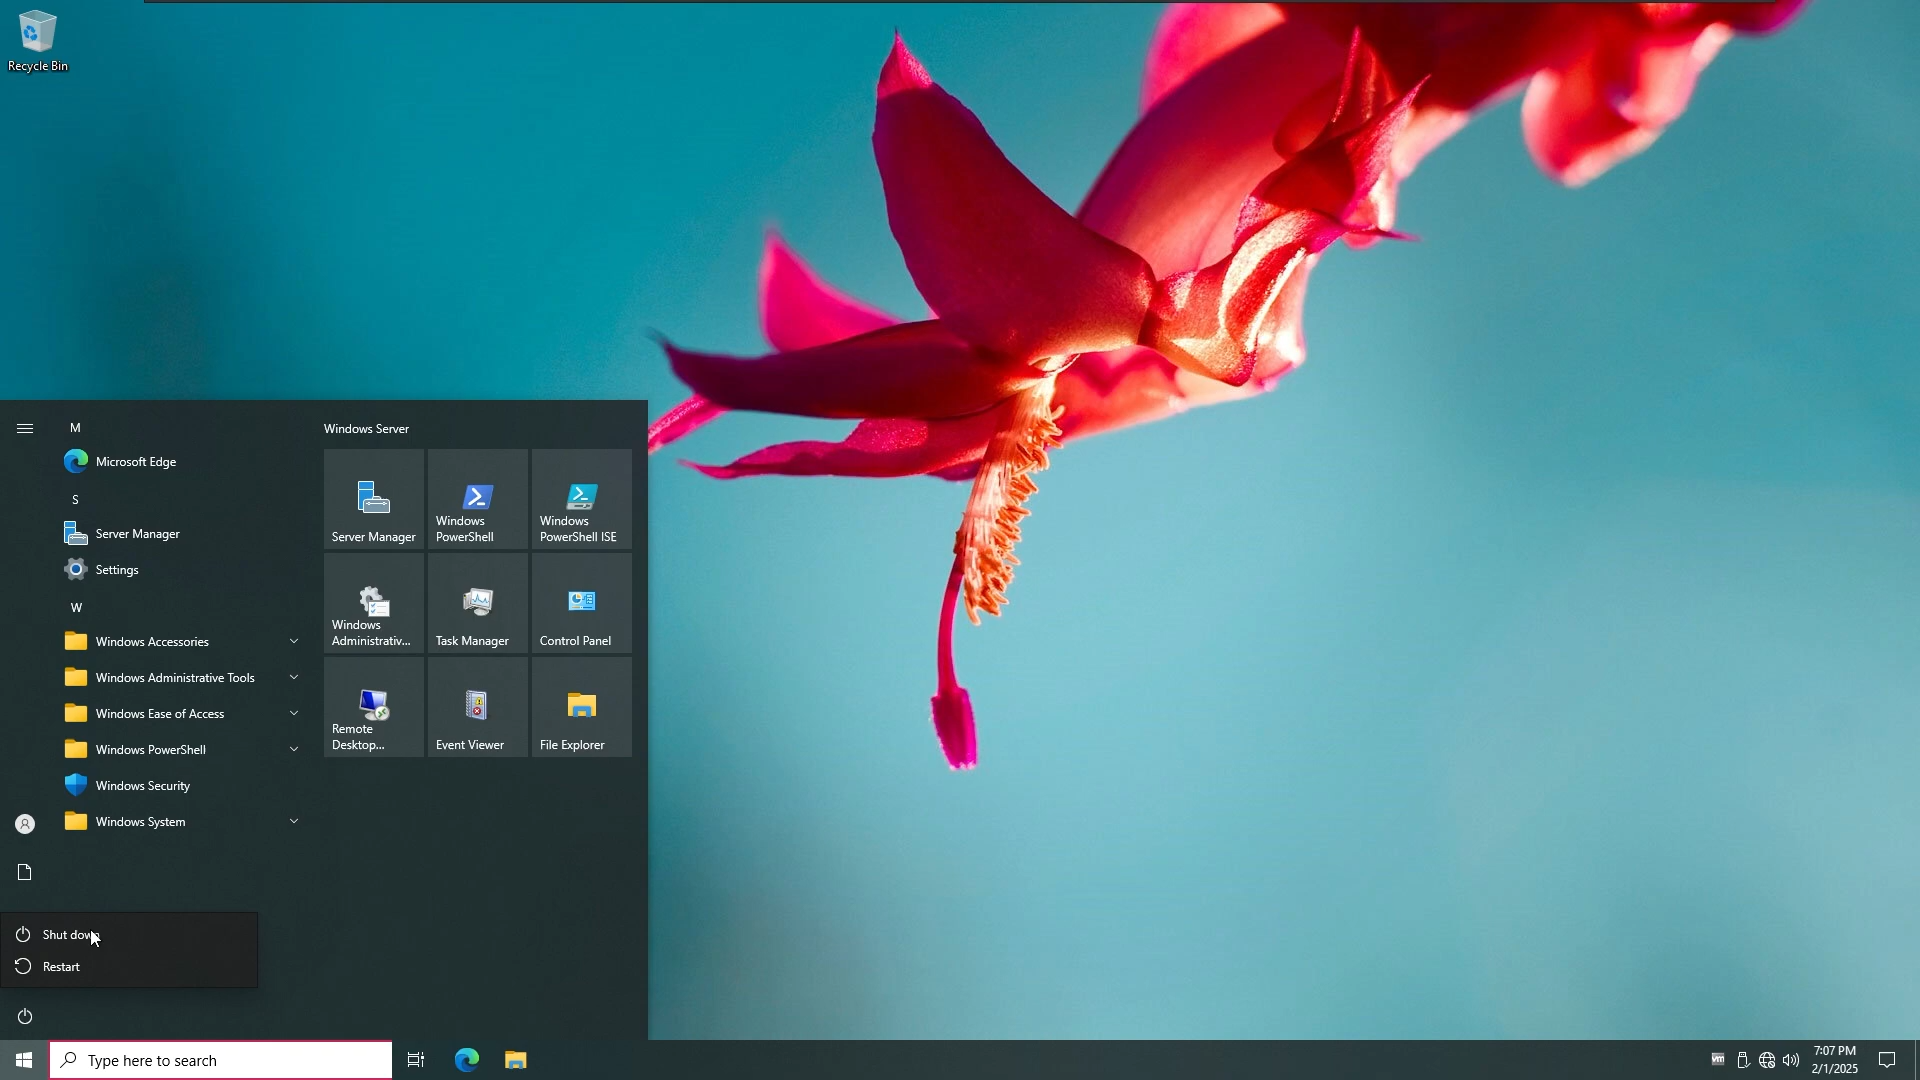 Recycle Bin
M
Microsoft Edge
S
Server Manager
Settings
W
Windows Accessories
Windows Administrative Tools
Windows Ease of Access
Windows PowerShell
Windows Security
Windows System
Windows Server
Server Manager
Windows
PowerShell
Windows
PowerShell ISE
Windows
Administrativ...
Task Manager
Control Panel
Remote
Desktop...
Event Viewer
File Explorer
Shut down
Restart
Type here to search
vm
7:07 PM
2/1/2025